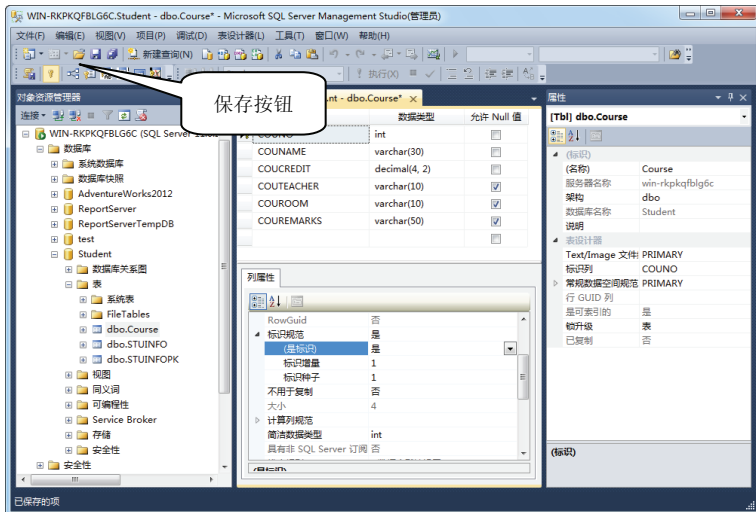 WIN-RKPKQFBLG6C.Student - dbo.Course* - Microsoft SQL Server Management Studio(管理员)
文件(F) 编辑(E) 视图(V) 项目(P) 调试(D) 表设计器(L) 工具(T) 窗口(W) 帮助(H)
新建查询(N)
执行(X)
保存按钮
对象资源管理器
连接
WIN-RKPKQFBLG6C (SQL Server
数据库
系统数据库
数据库快照
AdventureWorks2012
ReportServer
ReportServerTempDB
test
Student
数据库关系图
表
系统表
FileTables
dbo.Course
dbo.STUINFO
dbo.STUINFOPK
视图
同义词
可编程性
Service Broker
存储
安全性
安全性
nt - dbo.Course*
数据类型 允许 Null 值
COUNO int
COUNAME varchar(30)
COUCREDIT decimal(4, 2)
COUTEACHER varchar(10)
COUROOM varchar(10)
COUREMARKS varchar(50)
列属性
RowGuid 否
标识规范 是
(是标识) 是
标识增量 1
标识种子 1
不用于复制 否
大小 4
计算列规范
简洁数据类型 int
具有非 SQL Server 订阅 否
(是标识)
属性
[Tbl] dbo.Course
(标识)
(名称) Course
服务器名称 win-rkpkqfblg6c
架构 dbo
数据库名称 Student
说明
表设计器
Text/Image 文件 PRIMARY
标识列 COUNO
常规数据空间规范 PRIMARY
行 GUID 列
是可索引的 是
锁升级 表
已复制 否
(标识)
已保存的项